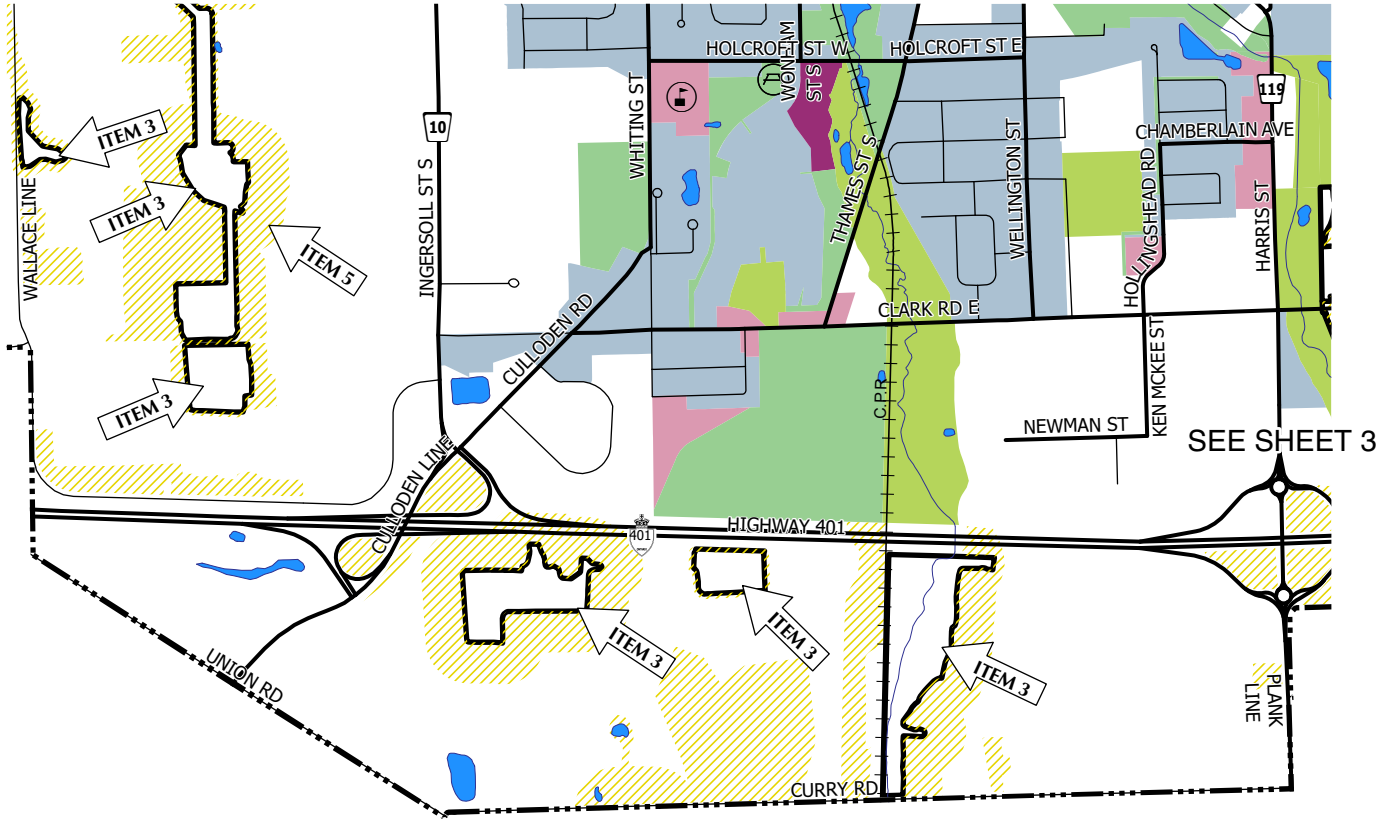 HOLCROFT ST W
HOLCROFT ST E
WONHAM
ST S
119
10
ITEM 3
WHITING ST
CHAMBERLAIN AVE
WELLINGTON ST
HOLLINGSHEAD RD
THAMES ST S
HARRIS ST
WALLACE LINE
ITEM 3
INGERSOLL ST S
ITEM 5
CLARK RD E
CULLODEN RD
ITEM 3
C.P.R.
KEN MCKEE ST
NEWMAN ST
SEE SHEET 3
CULLODEN LINE
HIGHWAY 401
401
ITEM 3
ITEM 3
ITEM 3
UNION RD
PLANK
LINE
CURRY RD